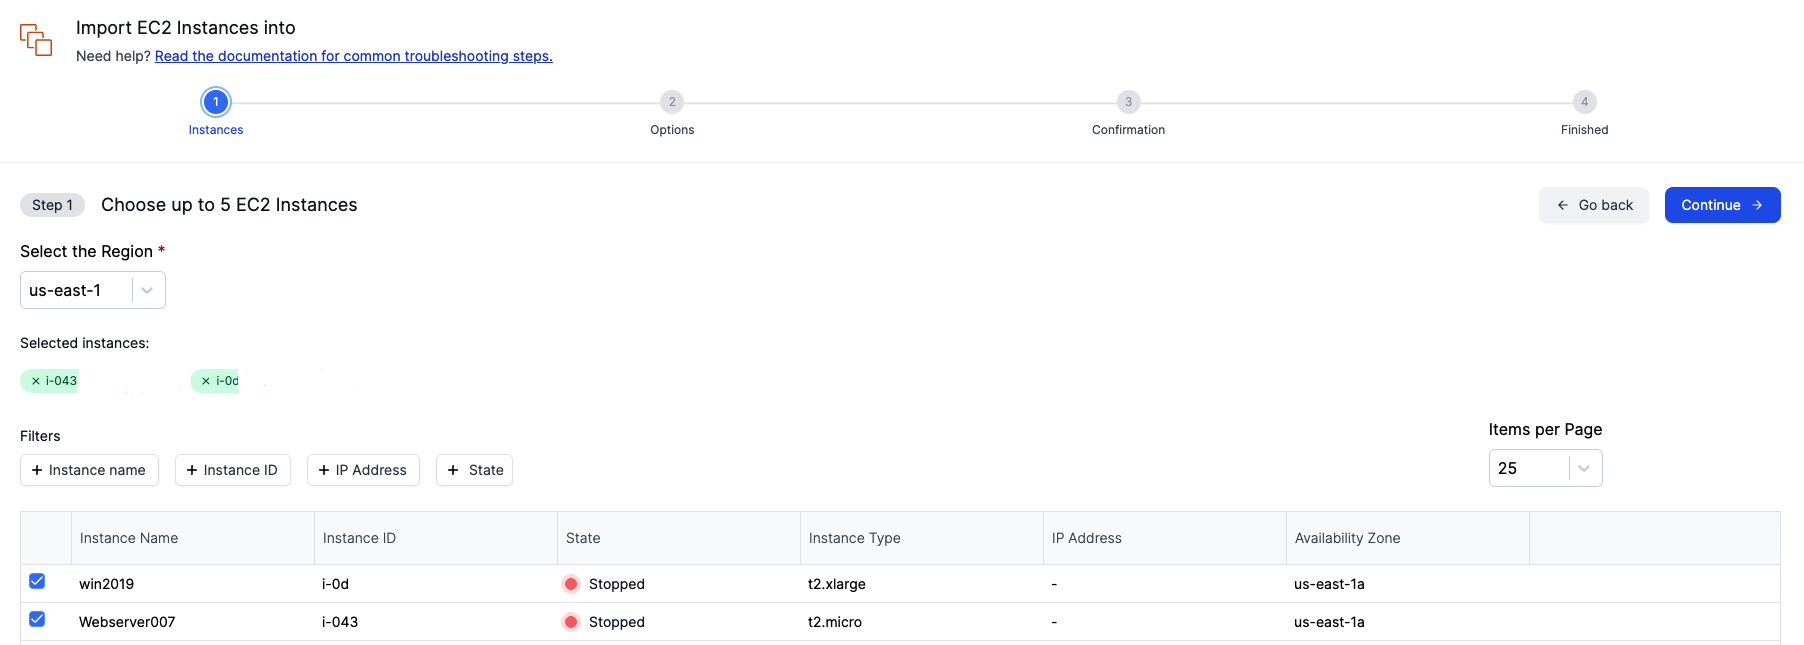 Import EC2 Instances into
Need help? Read the documentation for common troubleshooting steps.
1 2 3 4
Instances Options Confirmation Finished
Step 1 Choose up to 5 EC2 Instances Go back Continue
Select the Region *
us-east-1
Selected instances:
i-043 i-0d
Items per Page
Filters
Instance name Instance ID IP Address State 25
Instance Name Instance ID State Instance Type IP Address Availability Zone
win2019 i-0d Stopped t2.xlarge - us-east-1a
Webserver007 i-043 Stopped t2.micro - us-east-1a